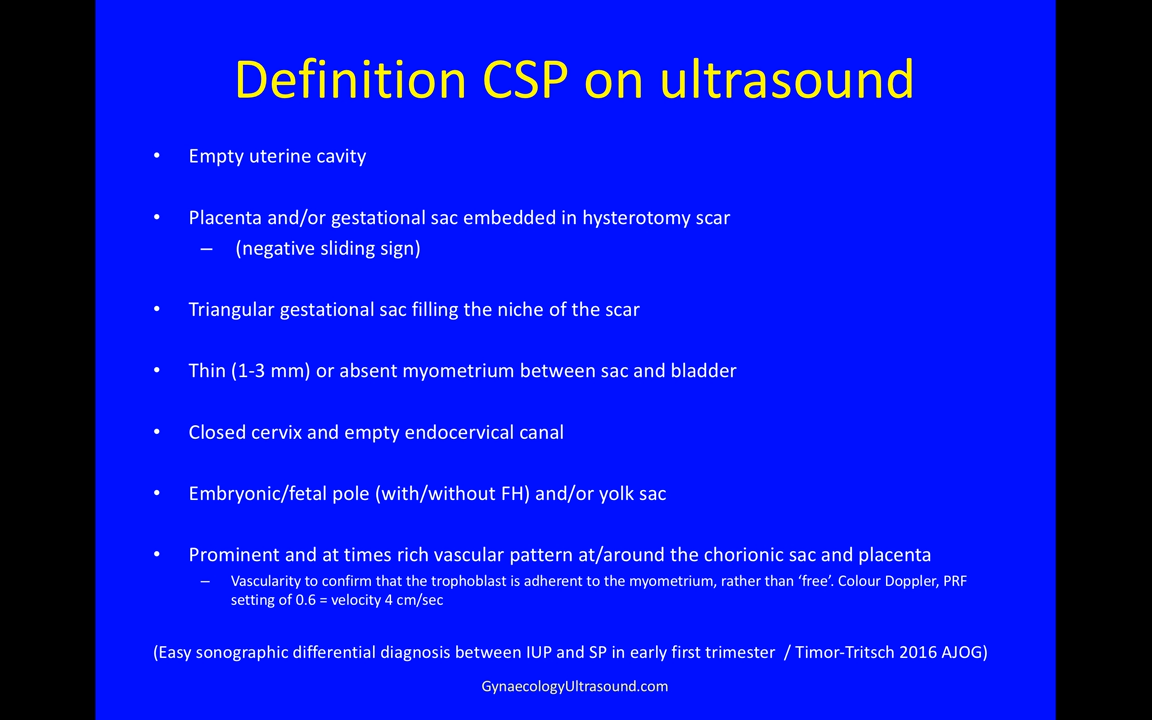 Definition CSP on ultrasound
• Empty uterine cavity
• Placenta and/or gestational sac embedded in hysterotomy scar
– (negative sliding sign)
• Triangular gestational sac filling the niche of the scar
• Thin (1-3 mm) or absent myometrium between sac and bladder
• Closed cervix and empty endocervical canal
• Embryonic/fetal pole (with/without FH) and/or yolk sac
• Prominent and at times rich vascular pattern at/around the chorionic sac and placenta
– Vascularity to confirm that the trophoblast is adherent to the myometrium, rather than ‘free’. Colour Doppler, PRF
setting of 0.6 = velocity 4 cm/sec
(Easy sonographic differential diagnosis between IUP and SP in early first trimester / Timor-Tritsch 2016 AJOG)
GynaecologyUltrasound.com